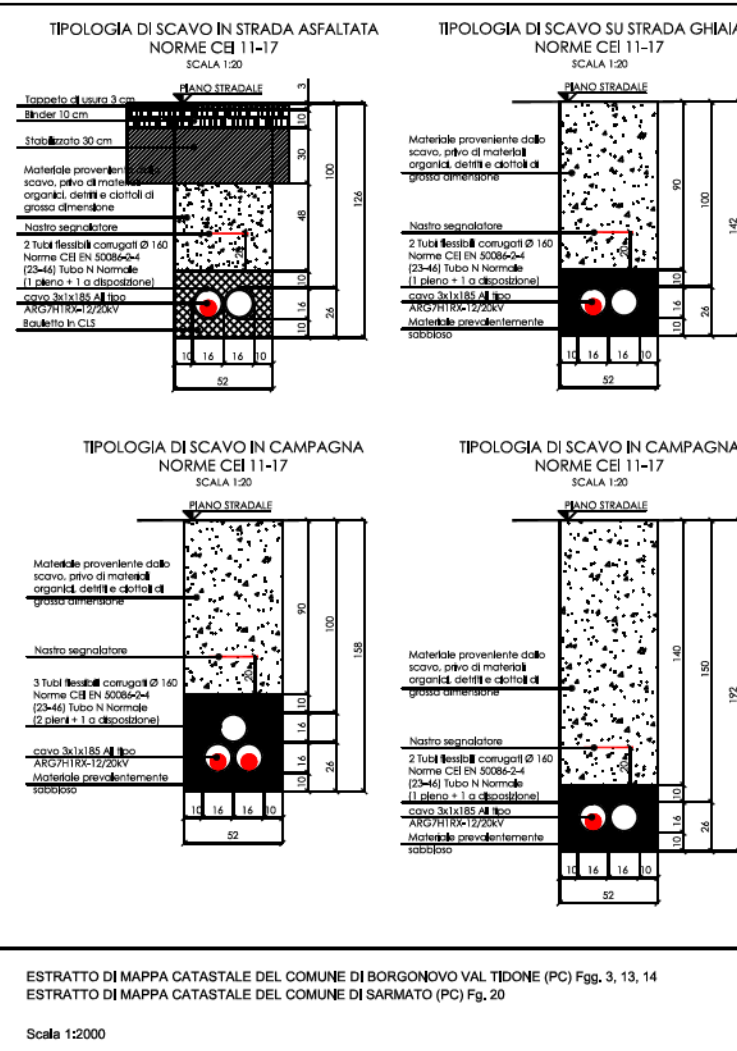 TIPOLOGIA DI SCAVO IN STRADA ASFALTATA
NORME CEI 11-17
SCALA 1:20
PIANO STRADALE
Tappeto di usura 3 cm
Binder 10 cm
Stabilizzato 30 cm
Materiale proveniente dallo
scavo, privo di materiali
organici, detriti e ciottoli di
grossa dimensione
Nastro segnalatore
2 Tubi flessibili corrugati Ø 160
Norme CEI EN 50086-2-4
(23-46) Tubo N Normale
(1 pieno + 1 a disposizione)
cavo 3x1x185 Al tipo
ARG7H1RX-12/20kV
Bauletto in CLS
3
10
30
48
10
16
10
100
26
126
20
10 16 16 10
52
TIPOLOGIA DI SCAVO SU STRADA GHIAIA
NORME CEI 11-17
SCALA 1:20
PIANO STRADALE
Materiale proveniente dallo
scavo, privo di materiali
organici, detriti e ciottoli di
grossa dimensione
Nastro segnalatore
2 Tubi flessibili corrugati Ø 160
Norme CEI EN 50086-2-4
(23-46) Tubo N Normale
(1 pieno + 1 a disposizione)
cavo 3x1x185 Al tipo
ARG7H1RX-12/20kV
Materiale prevalentemente
sabbioso
90
10
16
10
100
26
142
20
10 16 16 10
52
TIPOLOGIA DI SCAVO IN CAMPAGNA
NORME CEI 11-17
SCALA 1:20
PIANO STRADALE
Materiale proveniente dallo
scavo, privo di materiali
organici, detriti e ciottoli di
grossa dimensione
Nastro segnalatore
3 Tubi flessibili corrugati Ø 160
Norme CEI EN 50086-2-4
(23-46) Tubo N Normale
(2 pieni + 1 a disposizione)
cavo 3x1x185 Al tipo
ARG7H1RX-12/20kV
Materiale prevalentemente
sabbioso
90
10
16
16
10
100
26
158
20
10 16 16 10
52
TIPOLOGIA DI SCAVO IN CAMPAGNA
NORME CEI 11-17
SCALA 1:20
PIANO STRADALE
Materiale proveniente dallo
scavo, privo di materiali
organici, detriti e ciottoli di
grossa dimensione
Nastro segnalatore
2 Tubi flessibili corrugati Ø 160
Norme CEI EN 50086-2-4
(23-46) Tubo N Normale
(1 pieno + 1 a disposizione)
cavo 3x1x185 Al tipo
ARG7H1RX-12/20kV
Materiale prevalentemente
sabbioso
140
10
16
10
150
26
192
20
10 16 16 10
52
ESTRATTO DI MAPPA CATASTALE DEL COMUNE DI BORGONOVO VAL TIDONE (PC) Fgg. 3, 13, 14
ESTRATTO DI MAPPA CATASTALE DEL COMUNE DI SARMATO (PC) Fg. 20
Scala 1:2000